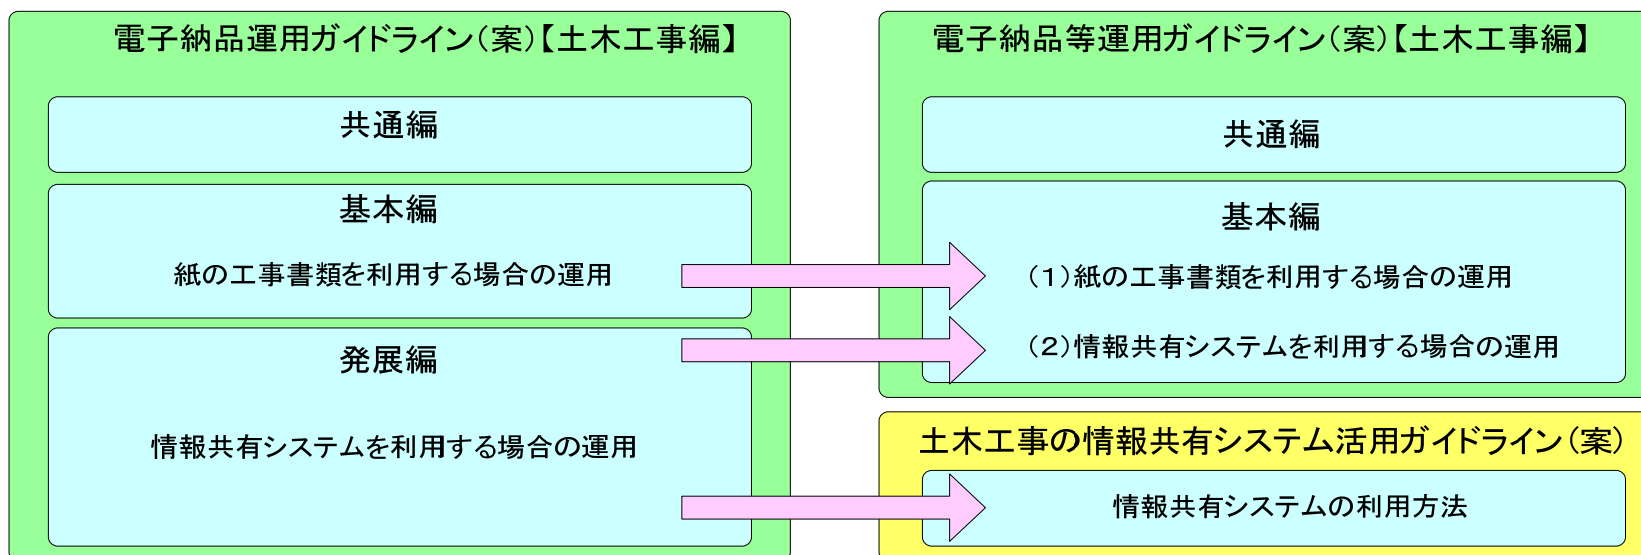 電子納品運用ガイドライン（案）【土木工事編】
共通編
基本編
紙の工事書類を利用する場合の運用
発展編
情報共有システムを利用する場合の運用
電子納品等運用ガイドライン（案）【土木工事編】
共通編
基本編
（１）紙の工事書類を利用する場合の運用
（２）情報共有システムを利用する場合の運用
土木工事の情報共有システム活用ガイドライン（案）
情報共有システムの利用方法